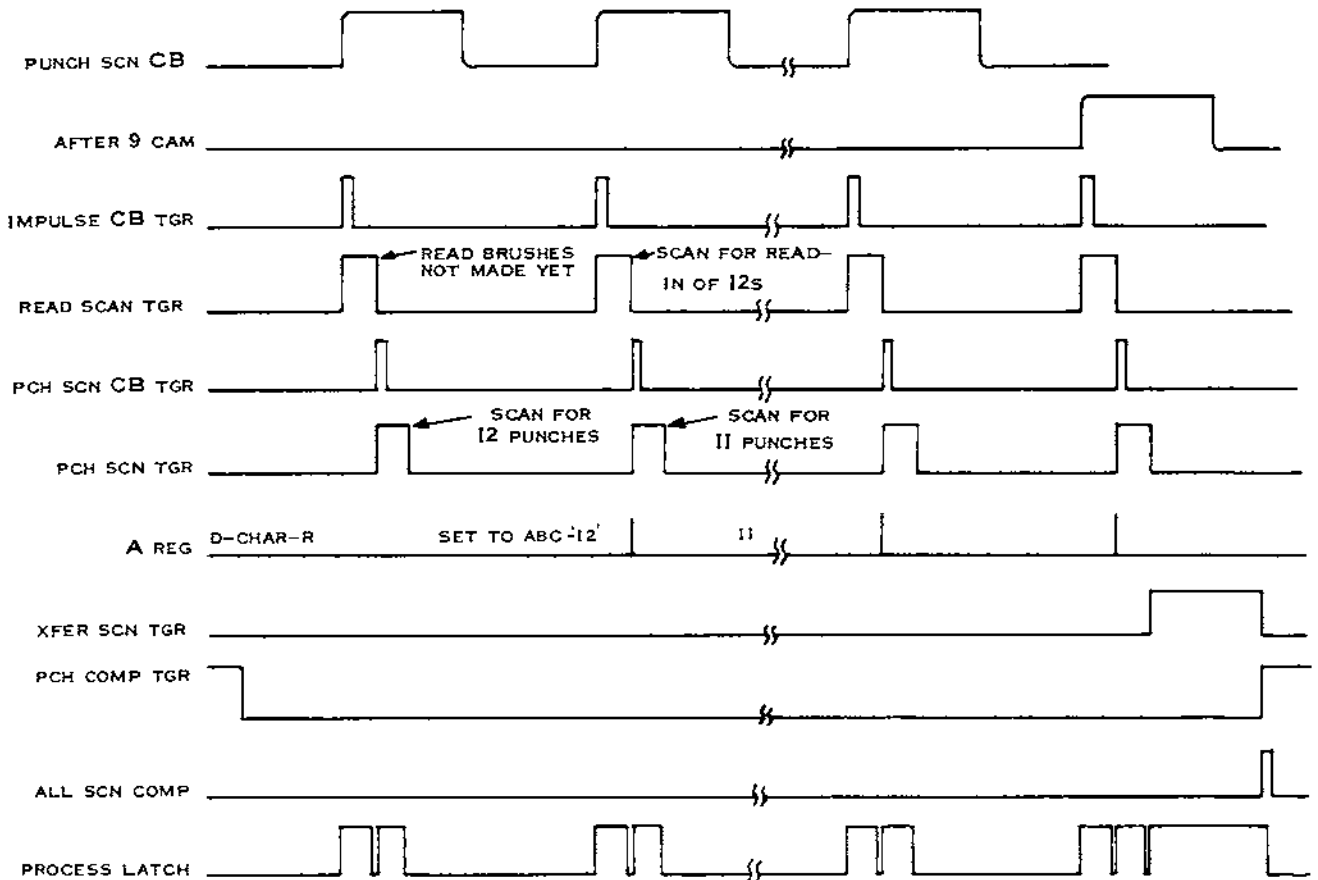 PUNCH SCN CB
AFTER 9 CAM
IMPULSE CB TGR
READ BRUSHES
NOT MADE YET
SCAN FOR READ-
IN OF 12S
READ SCAN TGR
PCH SCN CB TGR
SCAN FOR
12 PUNCHES
SCAN FOR
11 PUNCHES
PCH SCN TGR
A REG
D-CHAR-R
SET TO ABC-'12'
11
XFER SCN TGR
PCH COMP TGR
ALL SCN COMP
PROCESS LATCH